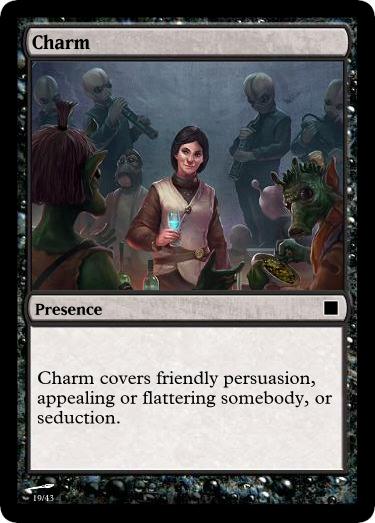 Charm
Presence
Charm covers friendly persuasion,
appealing or flattering somebody, or
seduction.
19/43